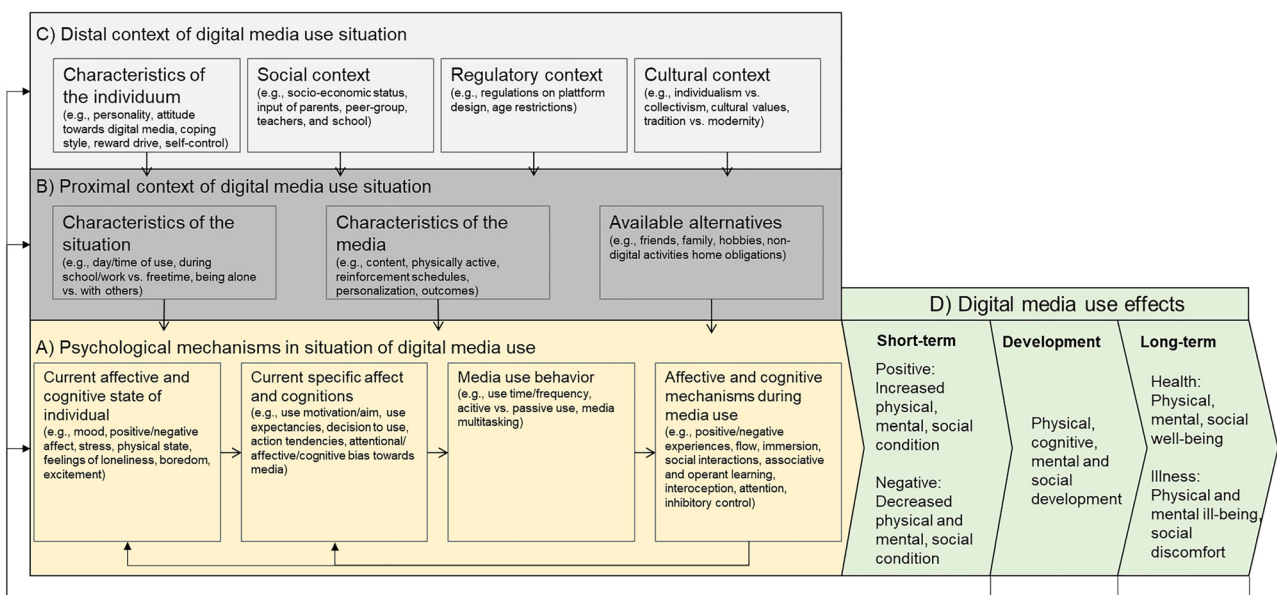 C) Distal context of digital media use situation
Characteristics of
the individuum
(e.g., personality, attitude
towards digital media, coping
style, reward drive, self-control)
Social context
(e.g., socio-economic status,
input of parents, peer-group,
teachers, and school)
Regulatory context
(e.g., regulations on plattform
design, age restrictions)
Cultural context
(e.g., individualism vs.
collectivism, cultural values,
tradition vs. modernity)
B) Proximal context of digital media use situation
Characteristics of the
situation
(e.g., day/time of use, during
school/work vs. freetime, being alone
vs. with others)
Characteristics of the
media
(e.g., content, physically active,
reinforcement schedules,
personalization, outcomes)
Available alternatives
(e.g., friends, family, hobbies, non-
digital activities home obligations)
A) Psychological mechanisms in situation of digital media use
Current affective and
cognitive state of
individual
(e.g., mood, positive/negative
affect, stress, physical state,
feelings of loneliness, boredom,
excitement)
Current specific affect
and cognitions
(e.g., use motivation/aim, use
expectancies, decision to use,
action tendencies, attentional/
affective/cognitive bias towards
media)
Media use behavior
(e.g., use time/frequency,
acitive vs. passive use, media
multitasking)
Affective and cognitive
mechanisms during
media use
(e.g., positive/negative
experiences, flow, immersion,
social interactions, associative
and operant learning,
interoception, attention,
inhibitory control)
D) Digital media use effects
Short-term
Positive:
Increased
physical,
mental, social
condition
Negative:
Decreased
physical and
mental, social
condition
Development
Physical,
cognitive,
mental and
social
development
Long-term
Health:
Physical,
mental, social
well-being
Illness:
Physical and
mental ill-being,
social
discomfort